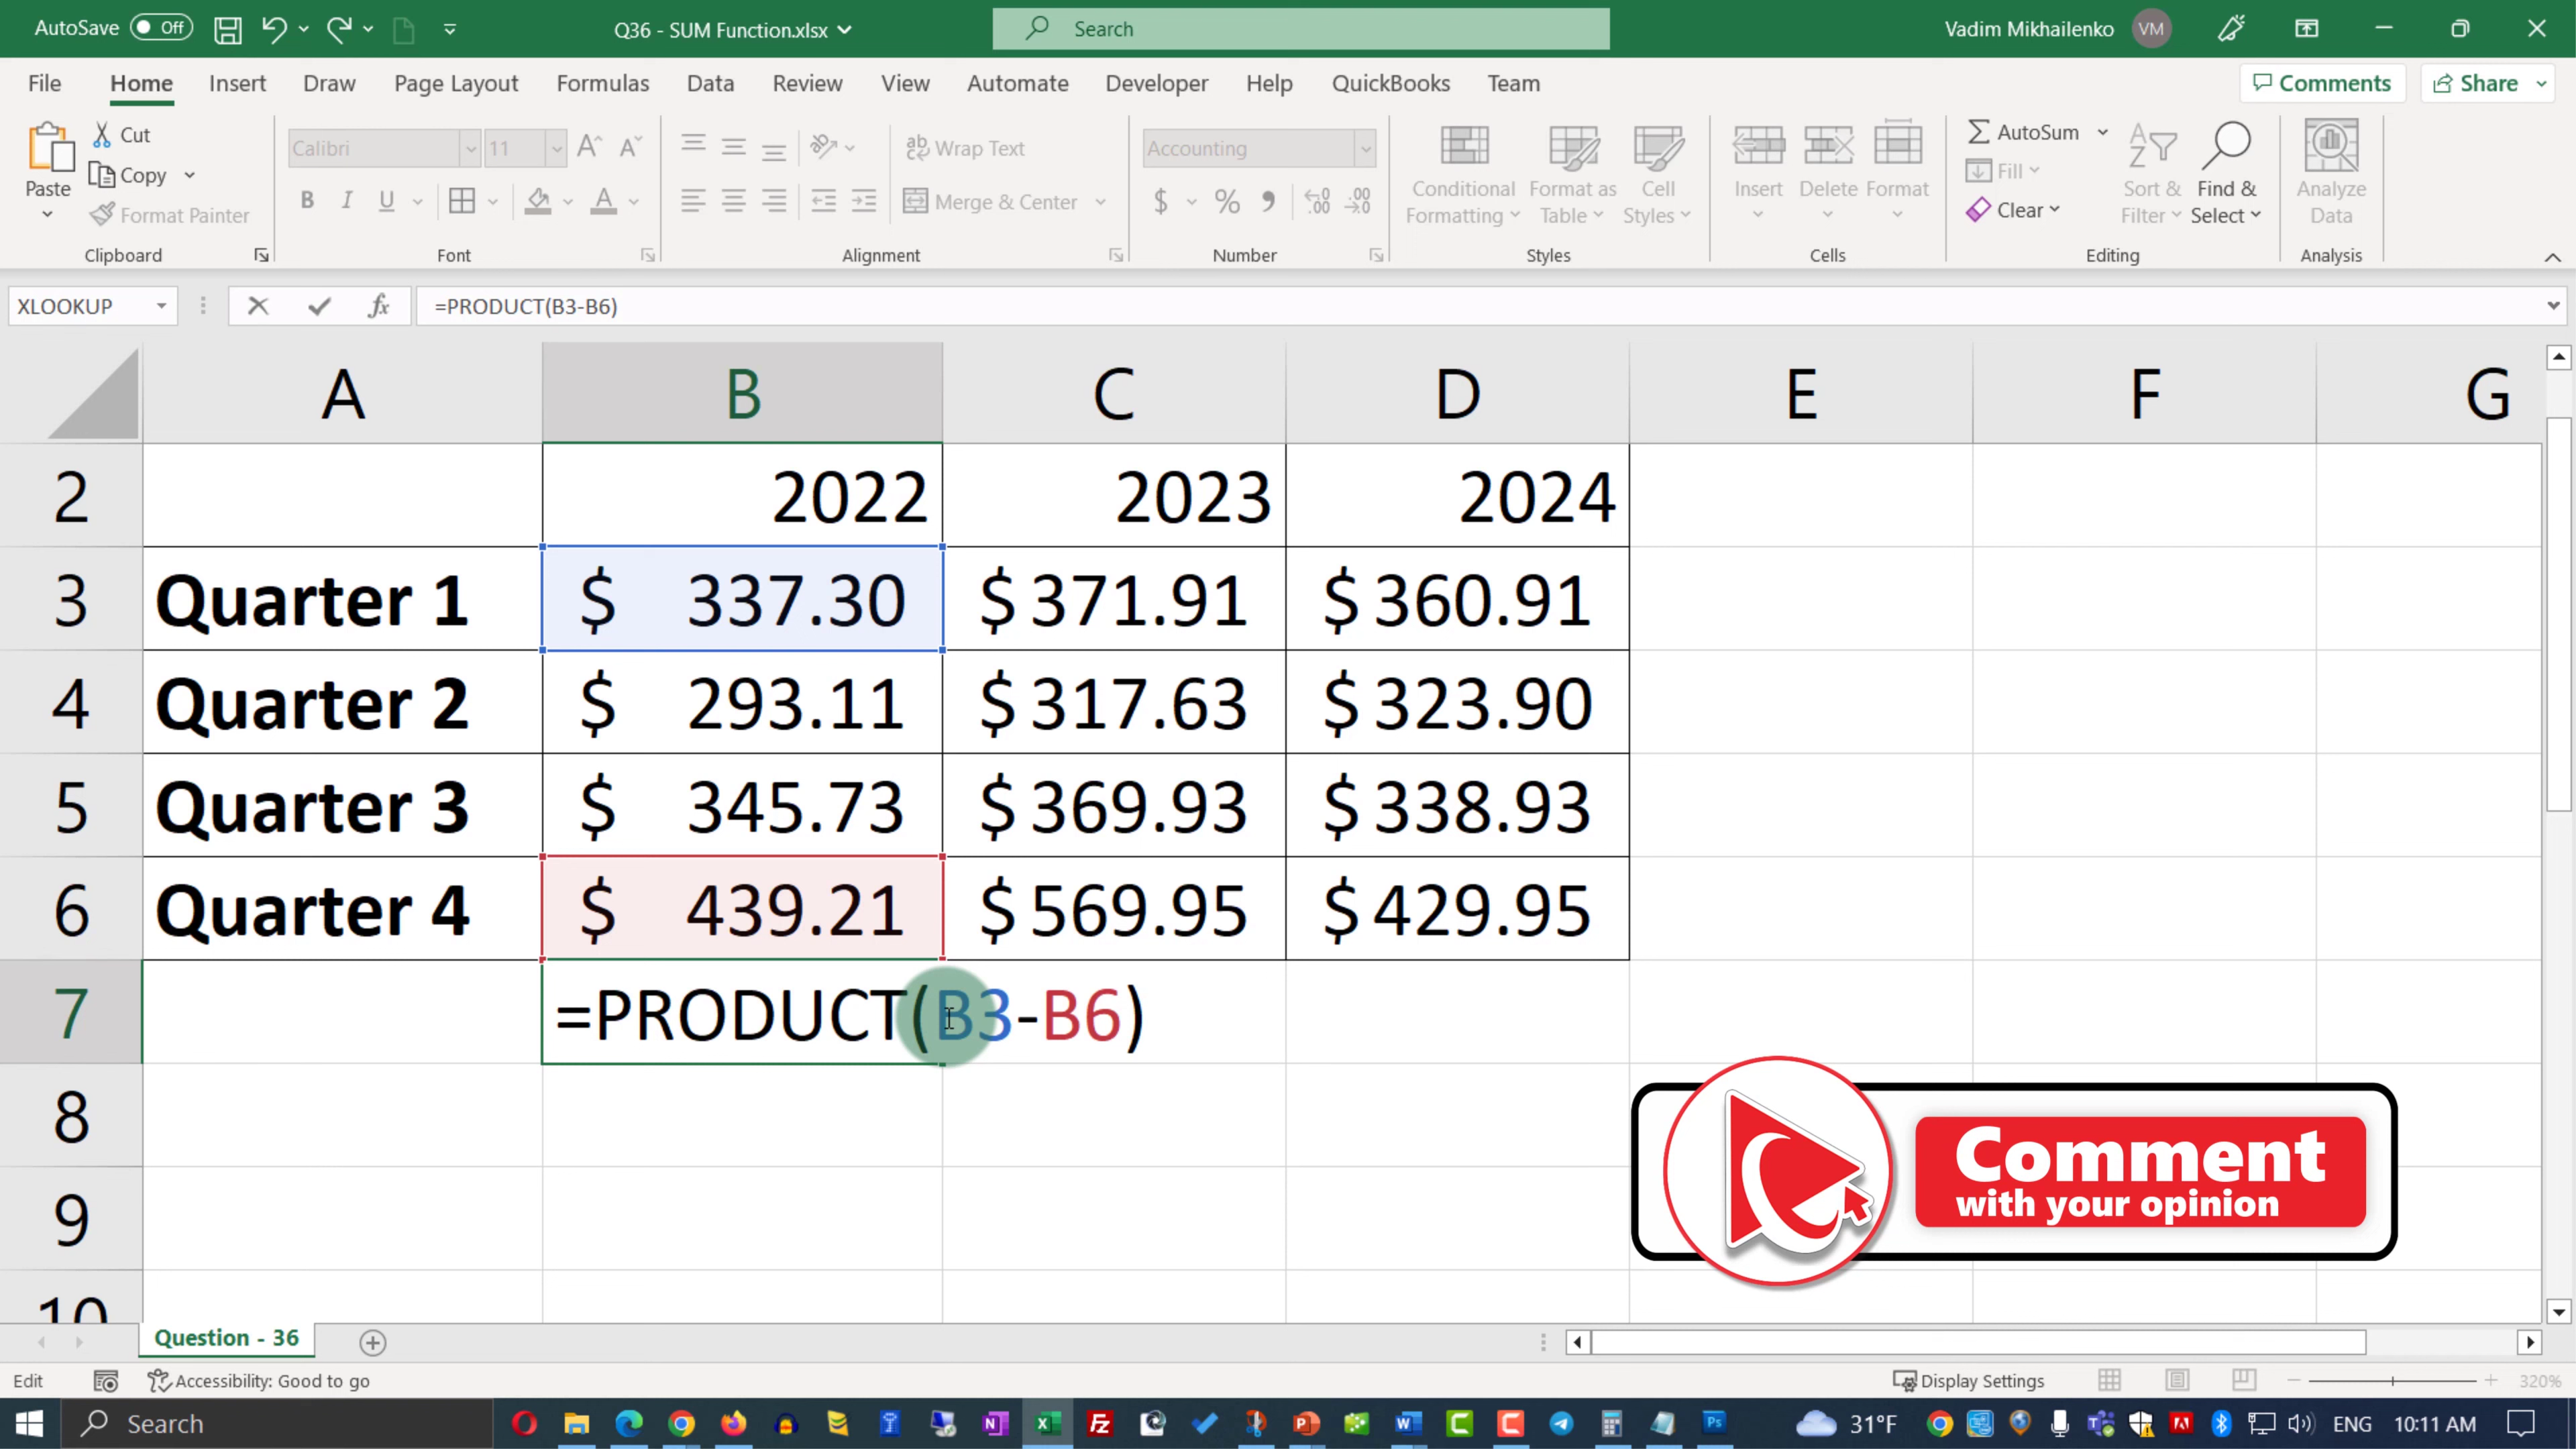 AutoSave Off Q36 - SUM Function.xlsx Search Vadim Mikhailenko VM
File Home Insert Draw Page Layout Formulas Data Review View Automate Developer Help QuickBooks Team Comments Share
Paste Cut Copy Format Painter
Clipboard
Calibri 11
B I U A
Font
ab Wrap Text
Merge & Center
Alignment
Accounting
$ % 9 .00 .00
Number
Conditional Formatting Format as Table Cell Styles
Styles
Insert Delete Format
Cells
AutoSum
Fill
Clear
Sort & Filter Find & Select
Editing
Analyze Data
Analysis
XLOOKUP fx =PRODUCT(B3-B6)
A B C D E F G
2 2022 2023 2024
3 Quarter 1 $ 337.30 $ 371.91 $ 360.91
4 Quarter 2 $ 293.11 $ 317.63 $ 323.90
5 Quarter 3 $ 345.73 $ 369.93 $ 338.93
6 Quarter 4 $ 439.21 $ 569.95 $ 429.95
7 =PRODUCT(B3-B6)
8
9
10
Comment
with your opinion
Question - 36
Edit Accessibility: Good to go Display Settings 320%
Search 31°F ENG 10:11 AM